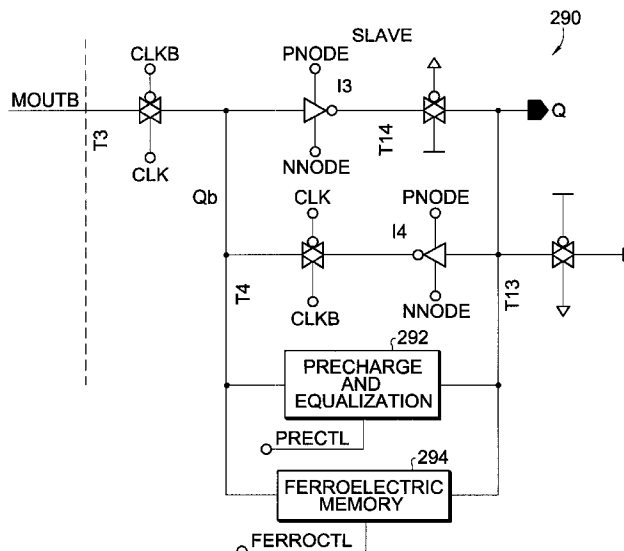 SLAVE
290
CLKB
PNODE
I3
MOUTB
T3
T14
Q
CLK
NNODE
Qb
CLK
PNODE
I4
T4
CLKB
NNODE
T13
292
PRECHARGE
AND
EQUALIZATION
PRECTL
294
FERROELECTRIC
MEMORY
FERROCTL